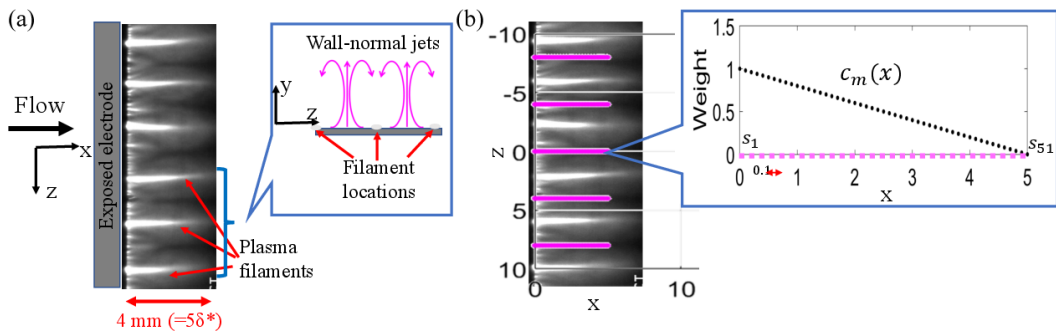 (a)
Flow
x
z
Exposed electrode
Wall-normal jets
y
z
Filament
locations
Plasma
filaments
4 mm (=5δ*)
(b)
-10
-5
0
5
10
z
0
10
x
1.5
1
0.5
0
Weight
c_m(x)
s_1
s_51
0.1
0
1
2
3
4
5
x